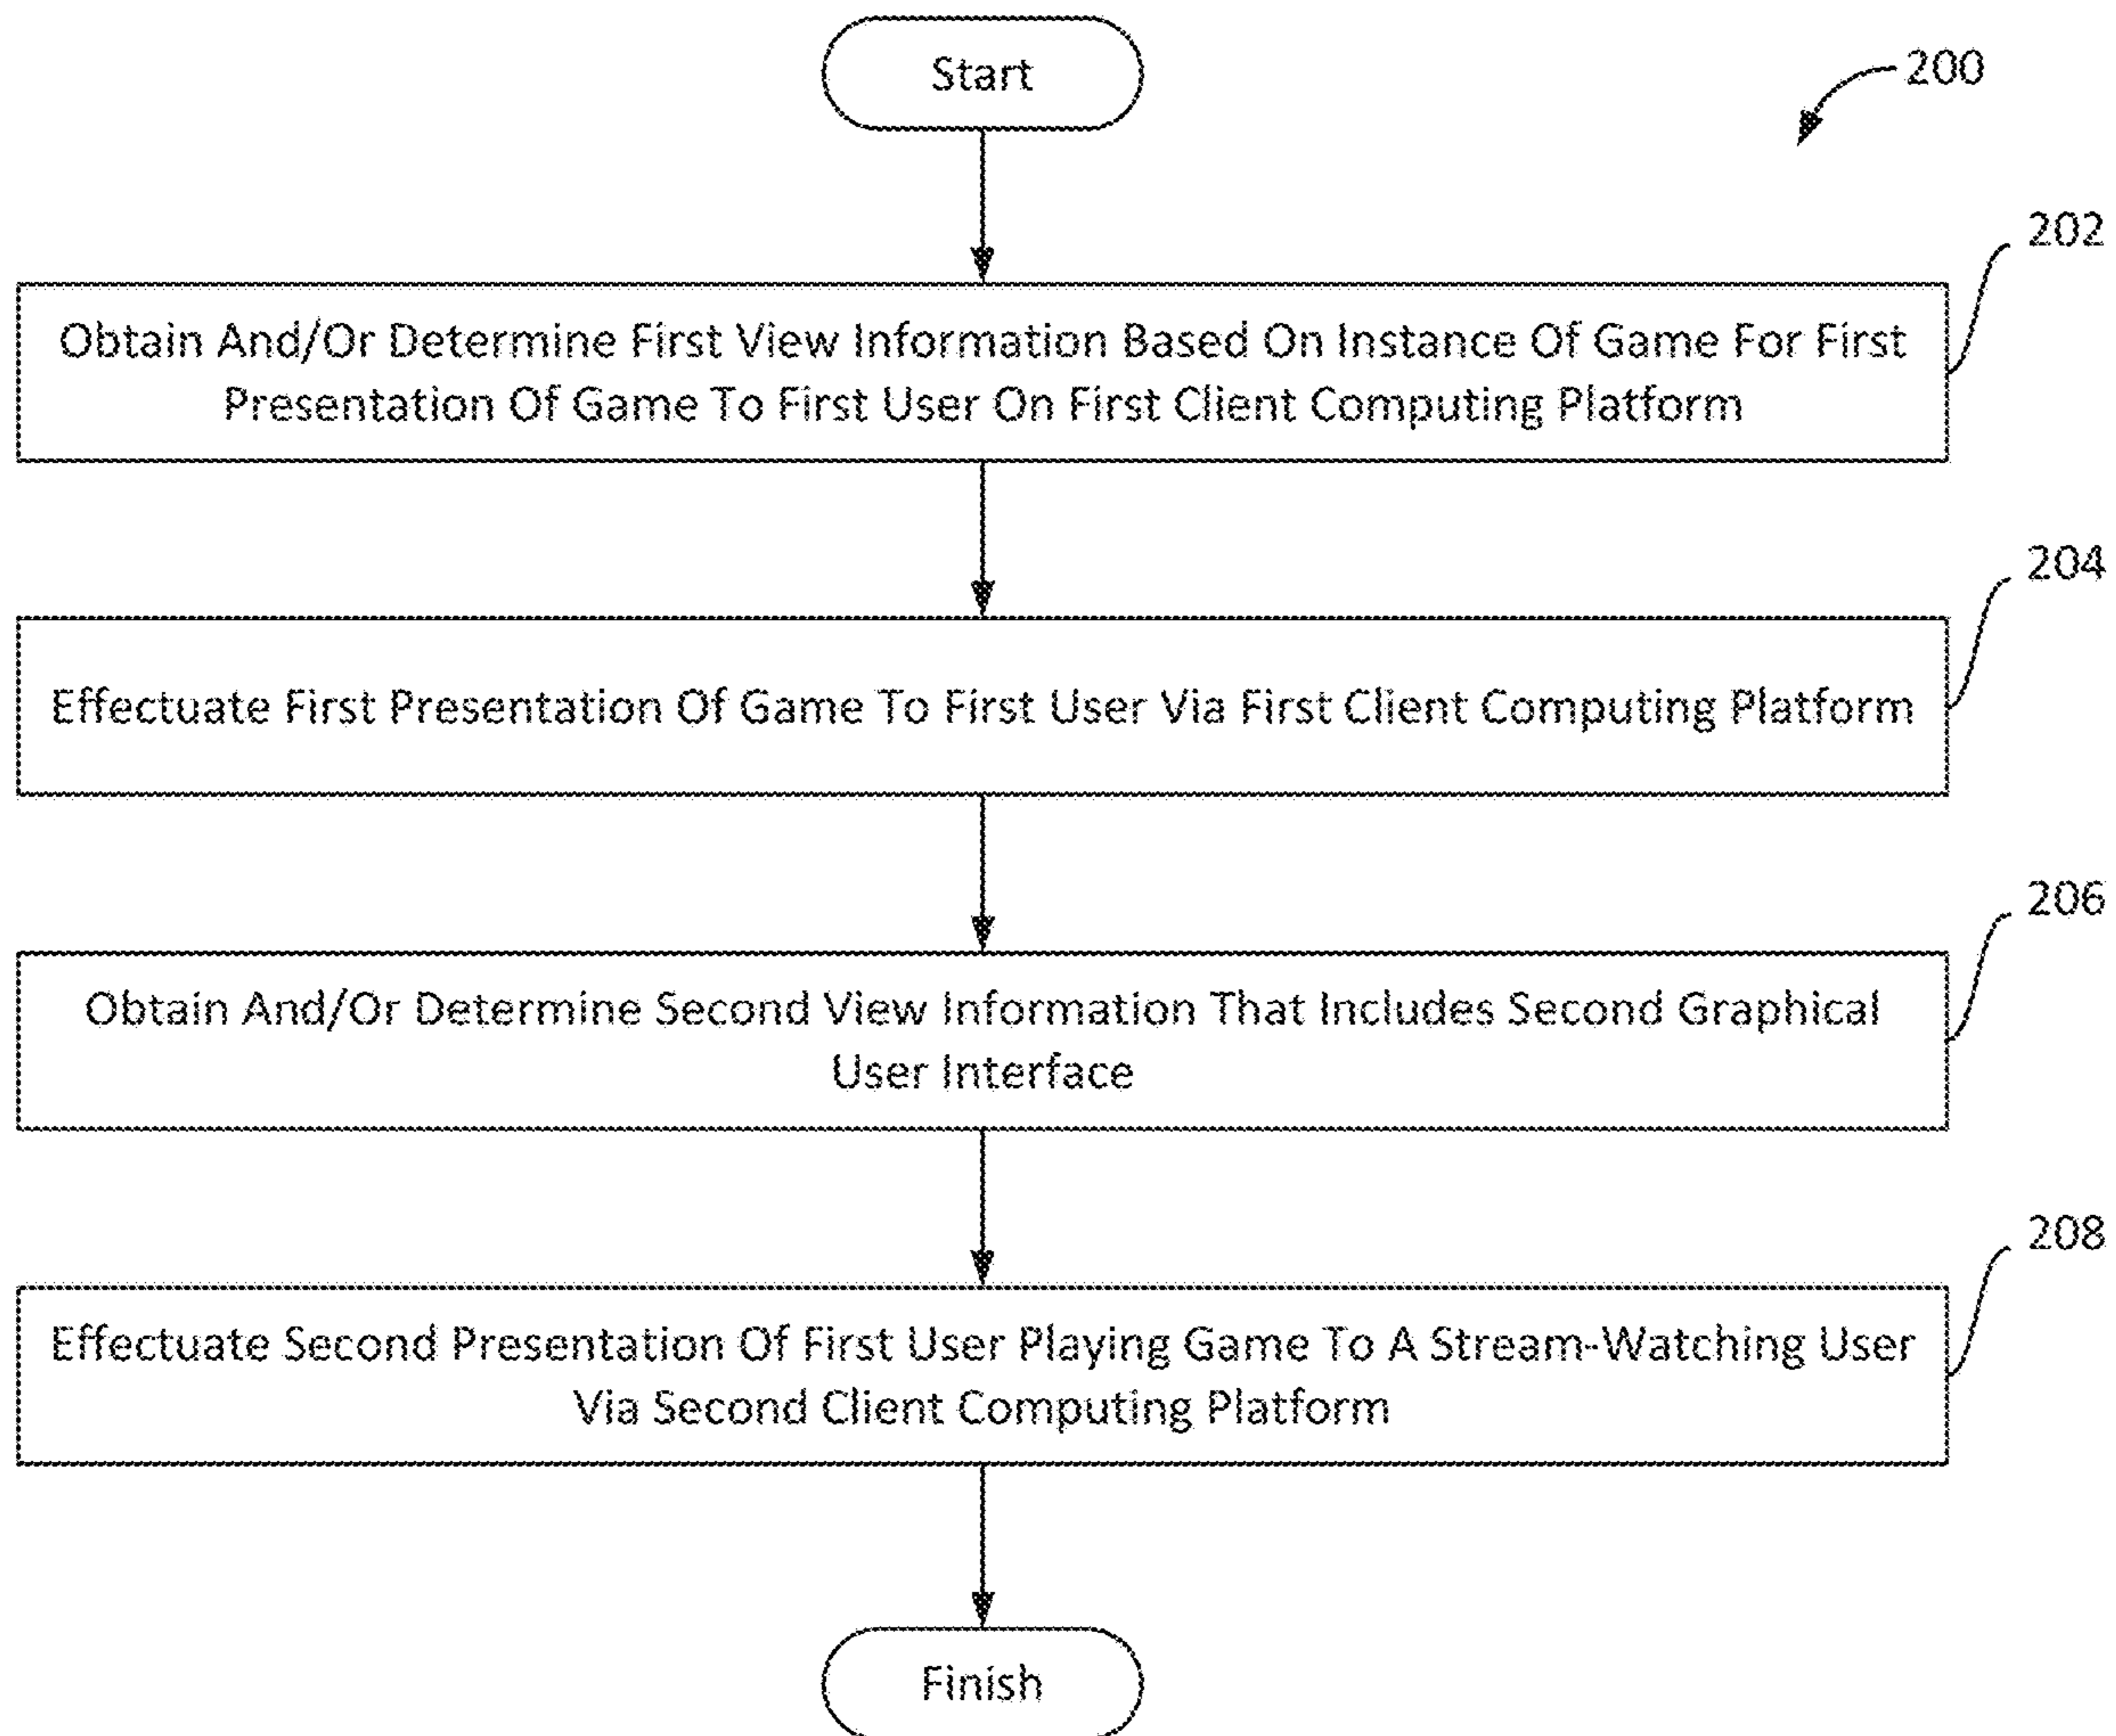 Start
200
202
Obtain And/Or Determine First View Information Based On Instance Of Game For First
Presentation Of Game To First User On First Client Computing Platform
204
Effectuate First Presentation Of Game To First User Via First Client Computing Platform
206
Obtain And/Or Determine Second View Information That Includes Second Graphical
User Interface
208
Effectuate Second Presentation Of First User Playing Game To A Stream-Watching User
Via Second Client Computing Platform
Finish